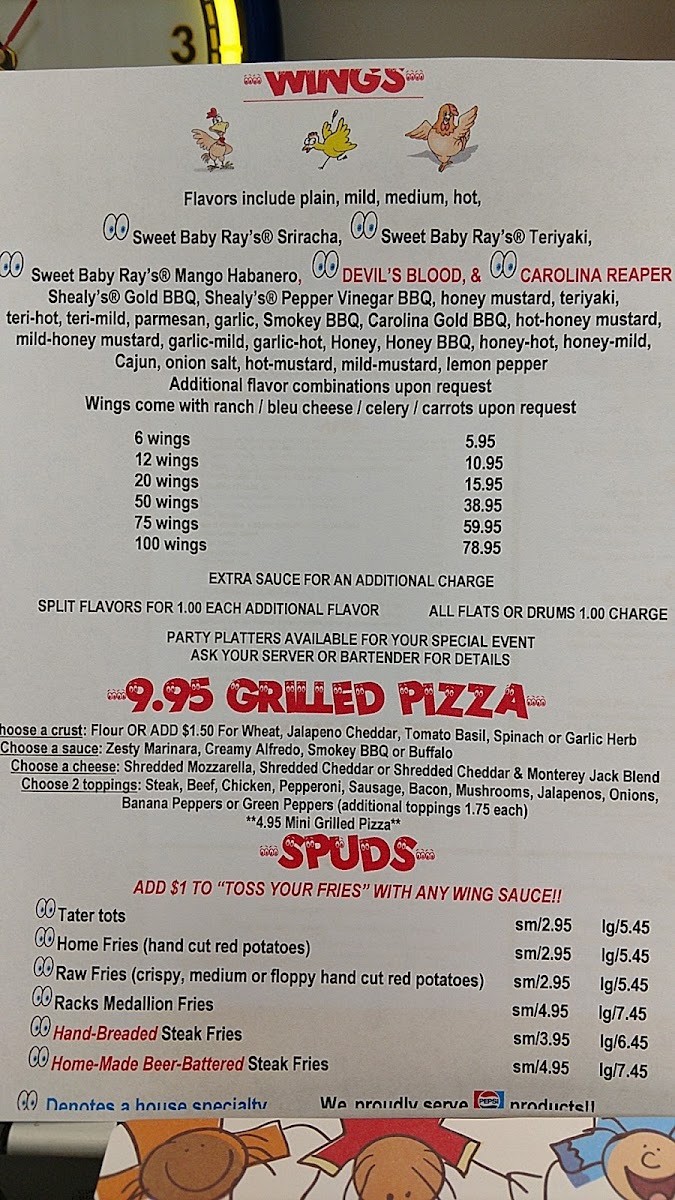 3
WINGS
Flavors include plain, mild, medium, hot,
Sweet Baby Ray's® Sriracha, Sweet Baby Ray's® Teriyaki,
Sweet Baby Ray's® Mango Habanero, DEVIL'S BLOOD, & CAROLINA REAPER
Shealy's® Gold BBQ, Shealy's® Pepper Vinegar BBQ, honey mustard, teriyaki,
teri-hot, teri-mild, parmesan, garlic, Smokey BBQ, Carolina Gold BBQ, hot-honey mustard,
mild-honey mustard, garlic-mild, garlic-hot, Honey, Honey BBQ, honey-hot, honey-mild,
Cajun, onion salt, hot-mustard, mild-mustard, lemon pepper
Additional flavor combinations upon request
Wings come with ranch / bleu cheese / celery / carrots upon request
6 wings 5.95
12 wings 10.95
20 wings 15.95
50 wings 38.95
75 wings 59.95
100 wings 78.95
EXTRA SAUCE FOR AN ADDITIONAL CHARGE
SPLIT FLAVORS FOR 1.00 EACH ADDITIONAL FLAVOR ALL FLATS OR DRUMS 1.00 CHARGE
PARTY PLATTERS AVAILABLE FOR YOUR SPECIAL EVENT
ASK YOUR SERVER OR BARTENDER FOR DETAILS
9.95 GRILLED PIZZA
hoose a crust: Flour OR ADD $1.50 For Wheat, Jalapeno Cheddar, Tomato Basil, Spinach or Garlic Herb
Choose a sauce: Zesty Marinara, Creamy Alfredo, Smokey BBQ or Buffalo
Choose a cheese: Shredded Mozzarella, Shredded Cheddar or Shredded Cheddar & Monterey Jack Blend
Choose 2 toppings: Steak, Beef, Chicken, Pepperoni, Sausage, Bacon, Mushrooms, Jalapenos, Onions,
Banana Peppers or Green Peppers (additional toppings 1.75 each)
**4.95 Mini Grilled Pizza**
SPUDS
ADD $1 TO "TOSS YOUR FRIES" WITH ANY WING SAUCE!!
Tater tots sm/2.95 lg/5.45
Home Fries (hand cut red potatoes) sm/2.95 lg/5.45
Raw Fries (crispy, medium or floppy hand cut red potatoes) sm/2.95 lg/5.45
Racks Medallion Fries sm/4.95 lg/7.45
Hand-Breaded Steak Fries sm/3.95 lg/6.45
Home-Made Beer-Battered Steak Fries sm/4.95 lg/7.45
Denotes a house specialty We proudly serve PEPSI products!!